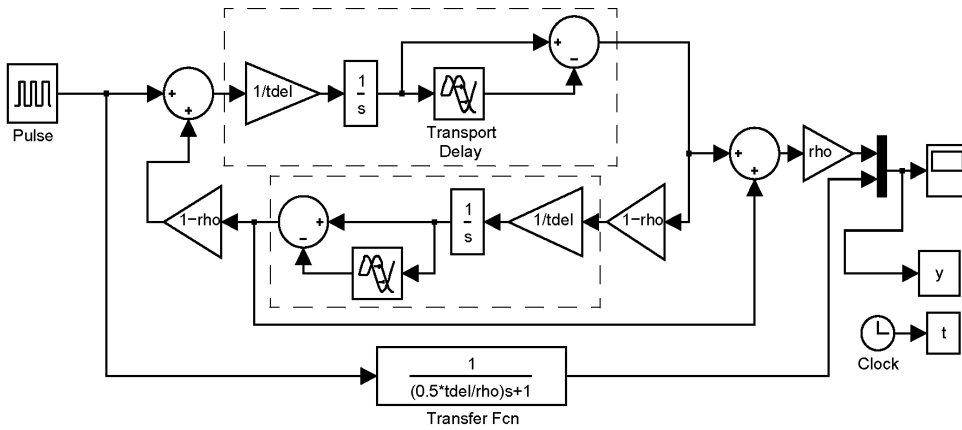 Pulse
+
+
1/tdel
1
s
Transport
Delay
+
−
+
+
rho
1−rho
−
+
1
s
1/tdel
1−rho
y
t
Clock
1
(0.5*tdel/rho)s+1
Transfer Fcn